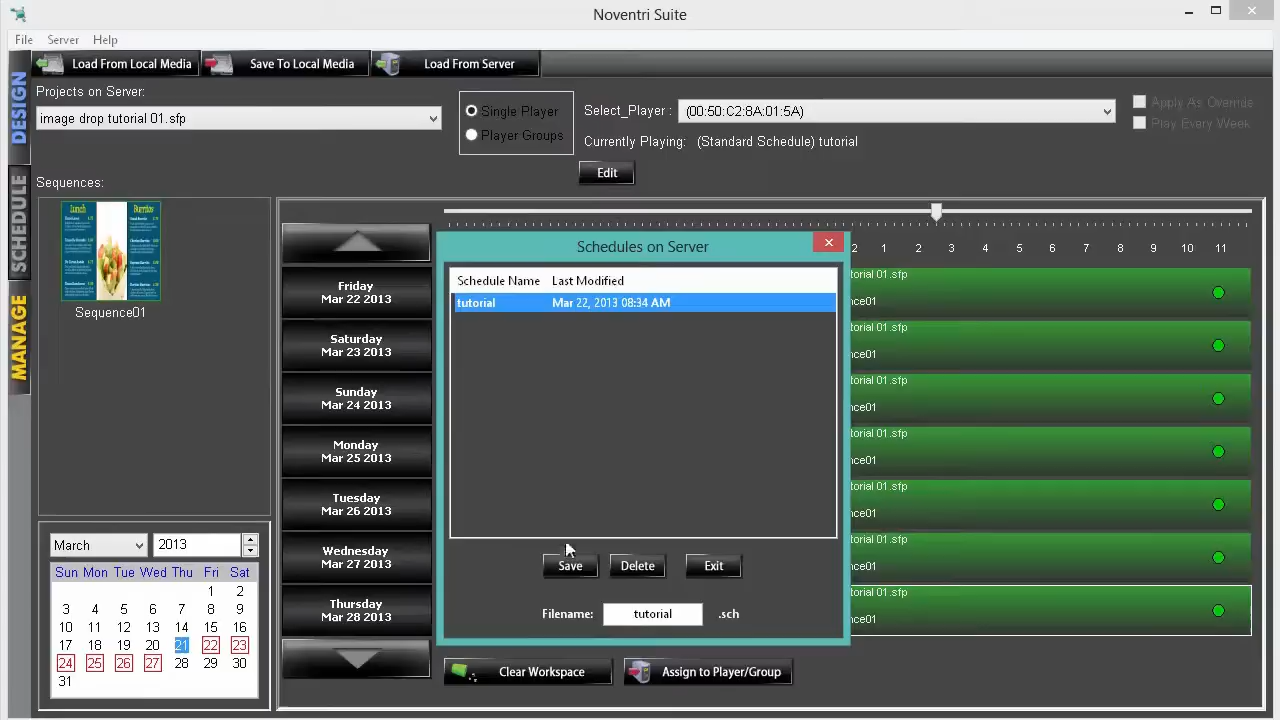 Noventri Suite
File Server Help
Load From Local Media Save To Local Media Load From Server
DESIGN
SCHEDULE
MANAGE
Projects on Server:
image drop tutorial 01.sfp
Single Player
Player Groups
Select_Player : (00:50:C2:8A:01:5A)
Currently Playing: (Standard Schedule) tutorial
Edit
Apply As Override
Play Every Week
Sequences:
Lunch Burritos
Sequence01
2 1 2 3 4 5 6 7 8 9 10
Friday
Mar 22 2013
Saturday
Mar 23 2013
Sunday
Mar 24 2013
Monday
Mar 25 2013
Tuesday
Mar 26 2013
Wednesday
Mar 27 2013
Thursday
Mar 28 2013
Schedules on Server
Schedule Name Last Modified
tutorial Mar 22, 2013 08:34 AM
Save Delete Exit
Filename: tutorial .sch
torial 01.sfp
nce01
torial 01.sfp
nce01
torial 01.sfp
nce01
torial 01.sfp
nce01
torial 01.sfp
nce01
torial 01.sfp
nce01
torial 01.sfp
nce01
March 2013
Sun Mon Tue Wed Thu Fri Sat
1 2
3 4 5 6 7 8 9
10 11 12 13 14 15 16
17 18 19 20 21 22 23
24 25 26 27 28 29 30
31
Clear Workspace Assign to Player/Group